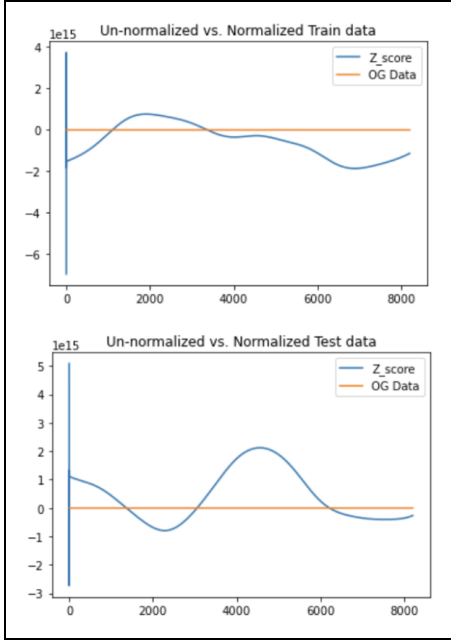 Un-normalized vs. Normalized Train data
1e15
Z_score
OG Data
4
2
0
−2
−4
−6
0 2000 4000 6000 8000
Un-normalized vs. Normalized Test data
1e15
Z_score
OG Data
5
4
3
2
1
0
−1
−2
−3
0 2000 4000 6000 8000